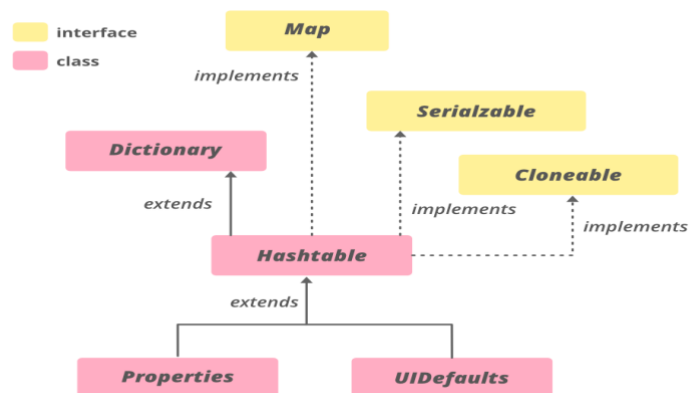 interface
class
Map
implements
Serialzable
Dictionary
Cloneable
extends
implements
implements
Hashtable
extends
Properties
UIDefaults